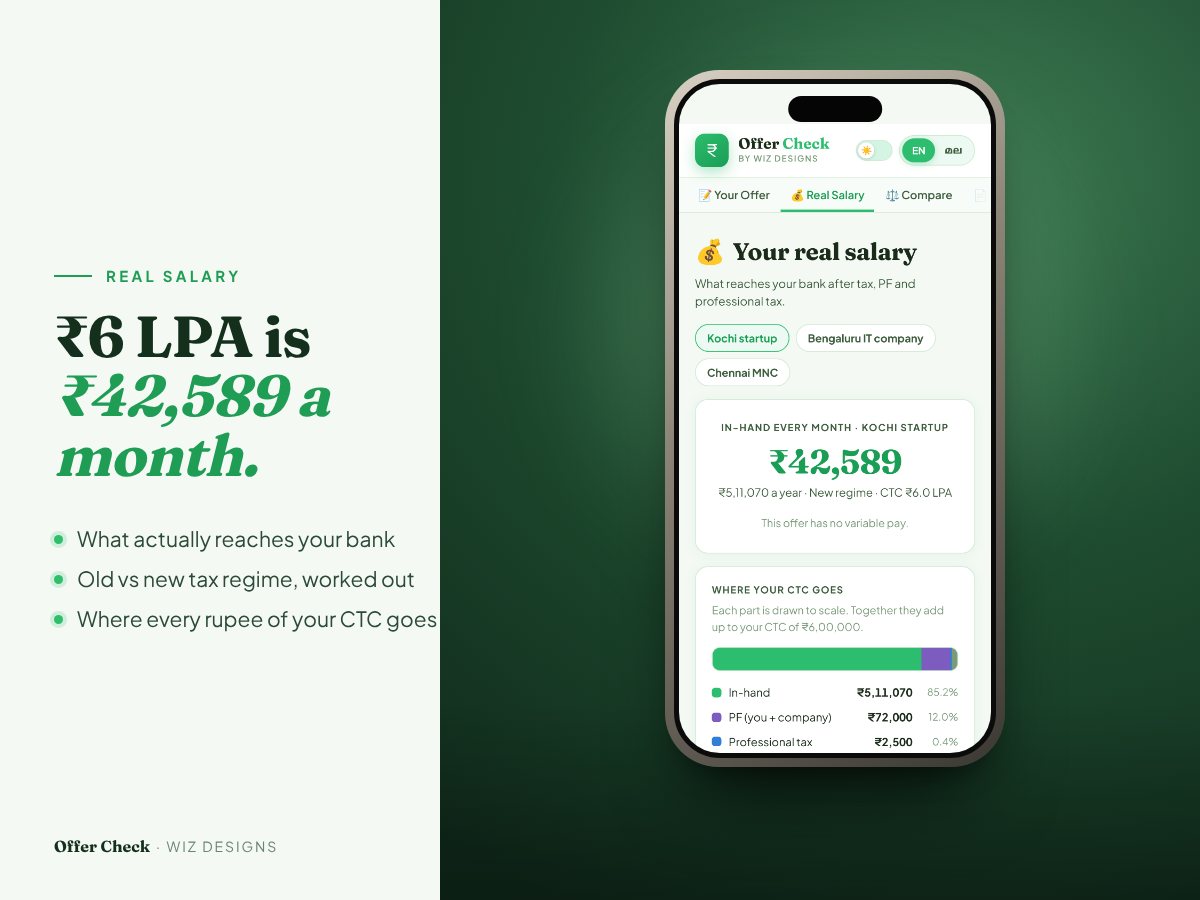 REAL SALARY
₹6 LPA is
₹42,589 a
month.
What actually reaches your bank
Old vs new tax regime, worked out
Where every rupee of your CTC goes
Offer Check · WIZ DESIGNS
₹
Offer Check
BY WIZ DESIGNS
EN
മല
Your Offer
Real Salary
Compare
Your real salary
What reaches your bank after tax, PF and
professional tax.
Kochi startup
Bengaluru IT company
Chennai MNC
IN-HAND EVERY MONTH · KOCHI STARTUP
₹42,589
₹5,11,070 a year · New regime · CTC ₹6.0 LPA
This offer has no variable pay.
WHERE YOUR CTC GOES
Each part is drawn to scale. Together they add
up to your CTC of ₹6,00,000.
In-hand ₹5,11,070 85.2%
PF (you + company) ₹72,000 12.0%
Professional tax ₹2,500 0.4%